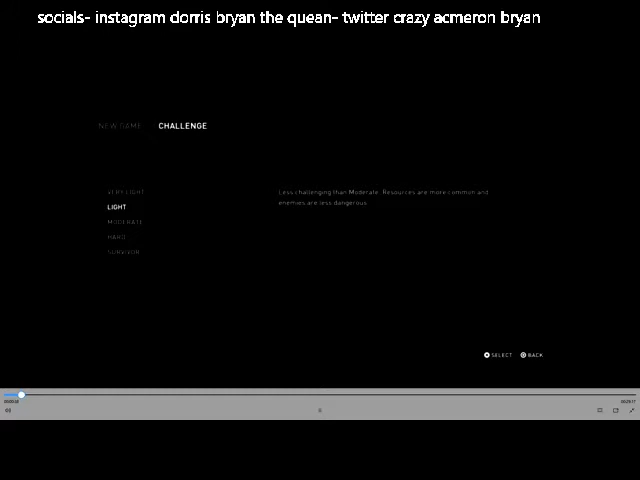 socials- instagram dorris bryan the quean- twitter crazy acmeron bryan
NEW GAME CHALLENGE
VERY LIGHT
LIGHT
MODERATE
HARD
SURVIVOR
Less challenging than Moderate. Resources are more common and
enemies are less dangerous.
SELECT BACK